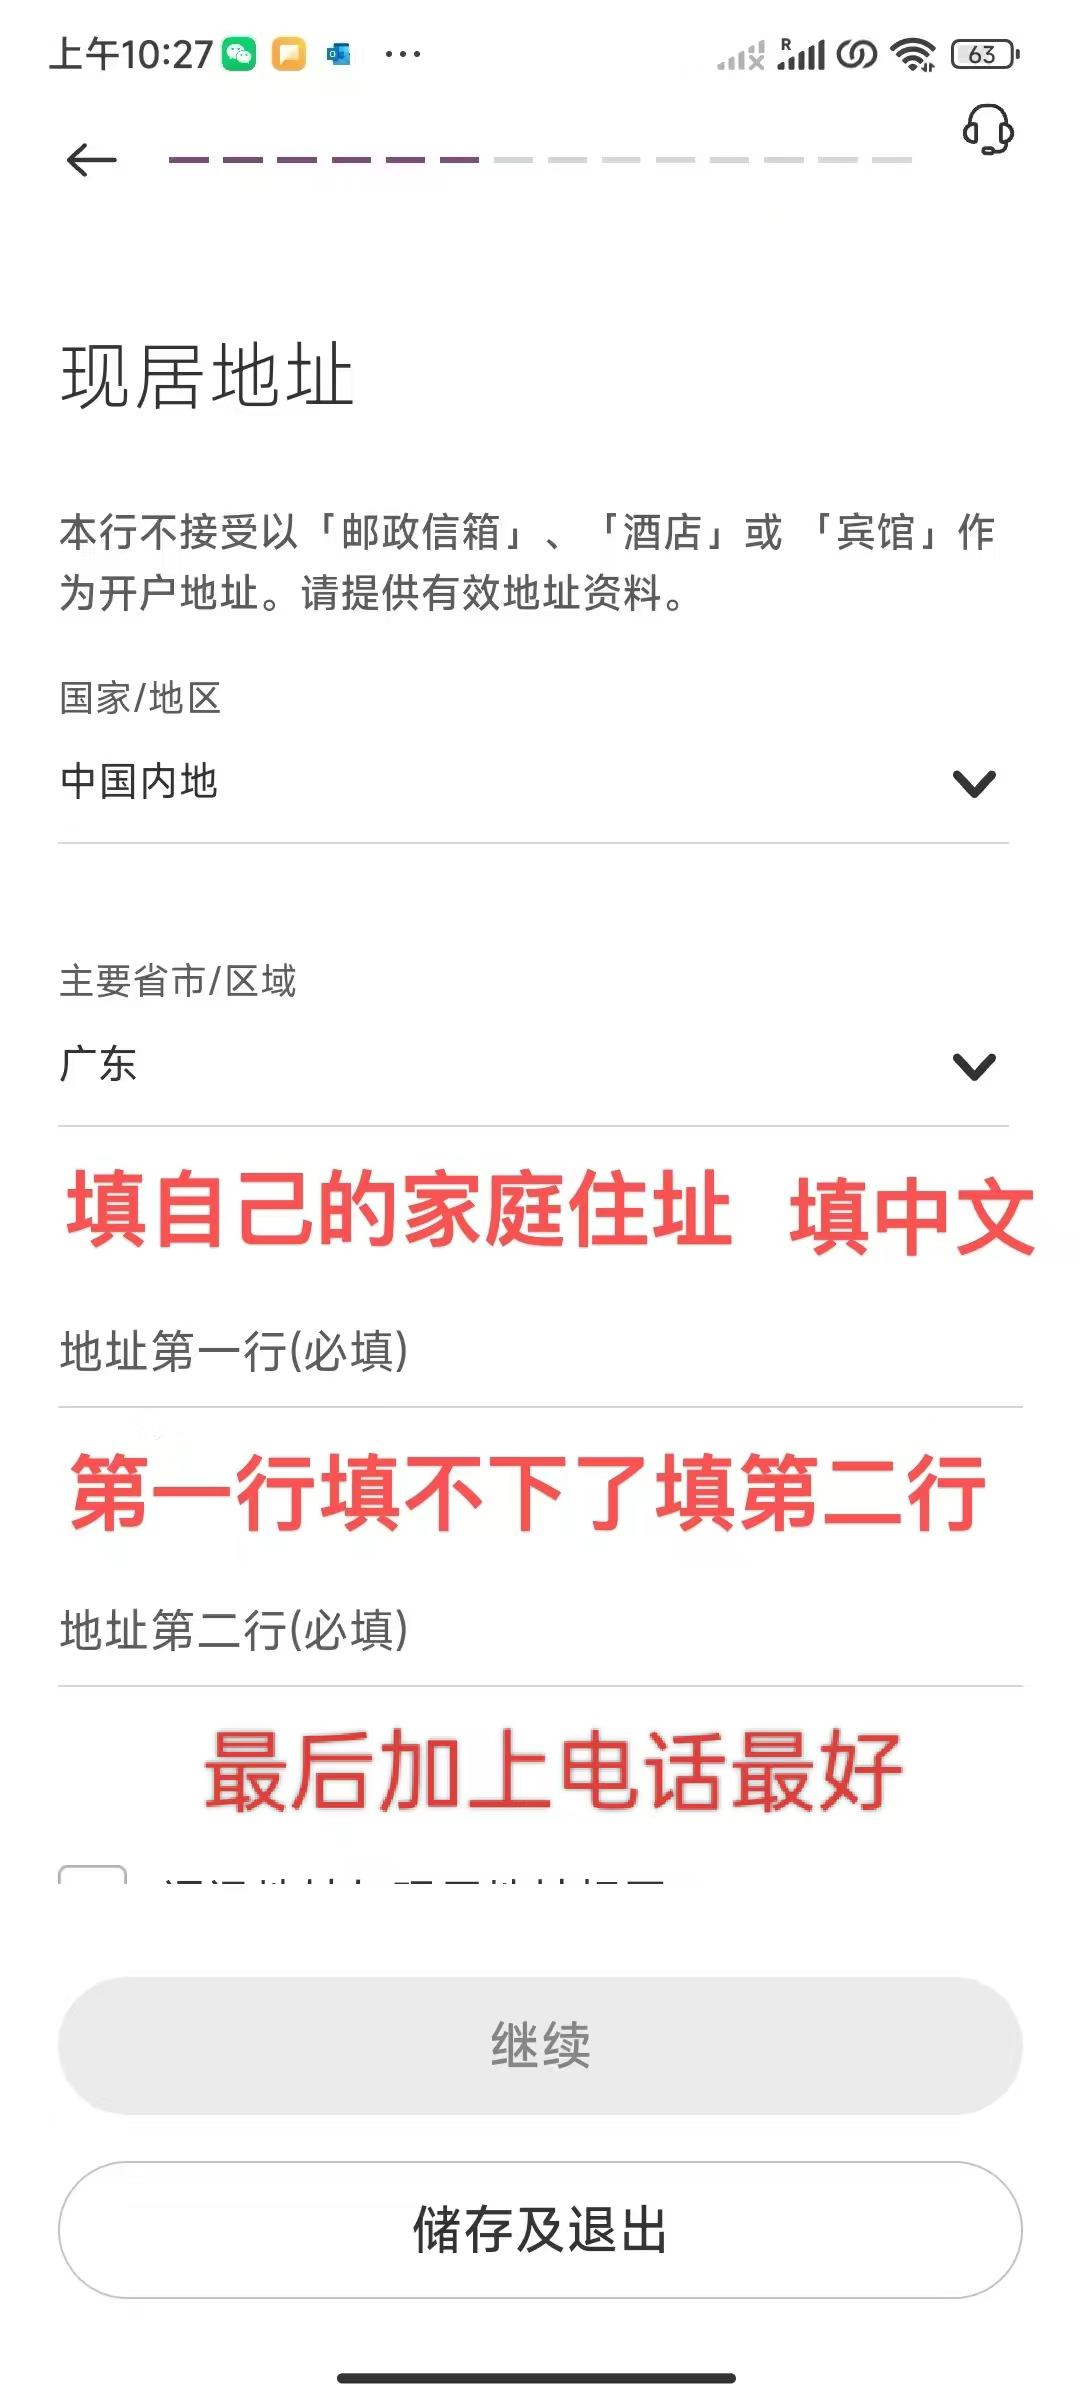 上午10:27
R
63
现居地址
本行不接受以「邮政信箱」、「酒店」或「宾馆」作
为开户地址。请提供有效地址资料。
国家/地区
中国内地
主要省市/区域
广东
填自己的家庭住址 填中文
地址第一行(必填)
第一行填不下了填第二行
地址第二行(必填)
最后加上电话最好
继续
储存及退出